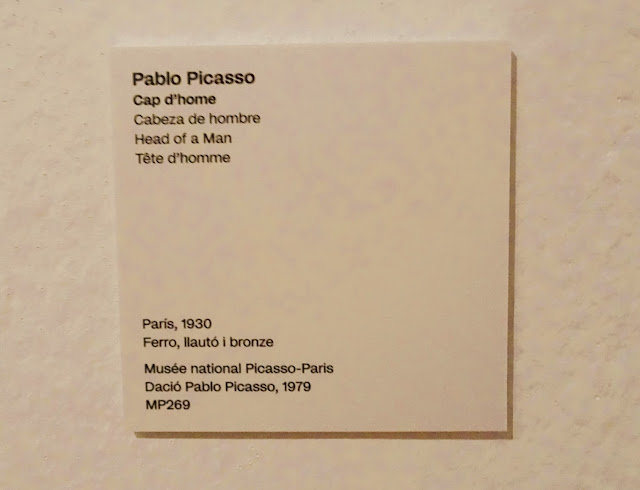 Pablo Picasso
Cap d'home
Cabeza de hombre
Head of a Man
Tête d'homme
París, 1930
Ferro, llautó i bronze
Musée national Picasso-Paris
Dació Pablo Picasso, 1979
MP269